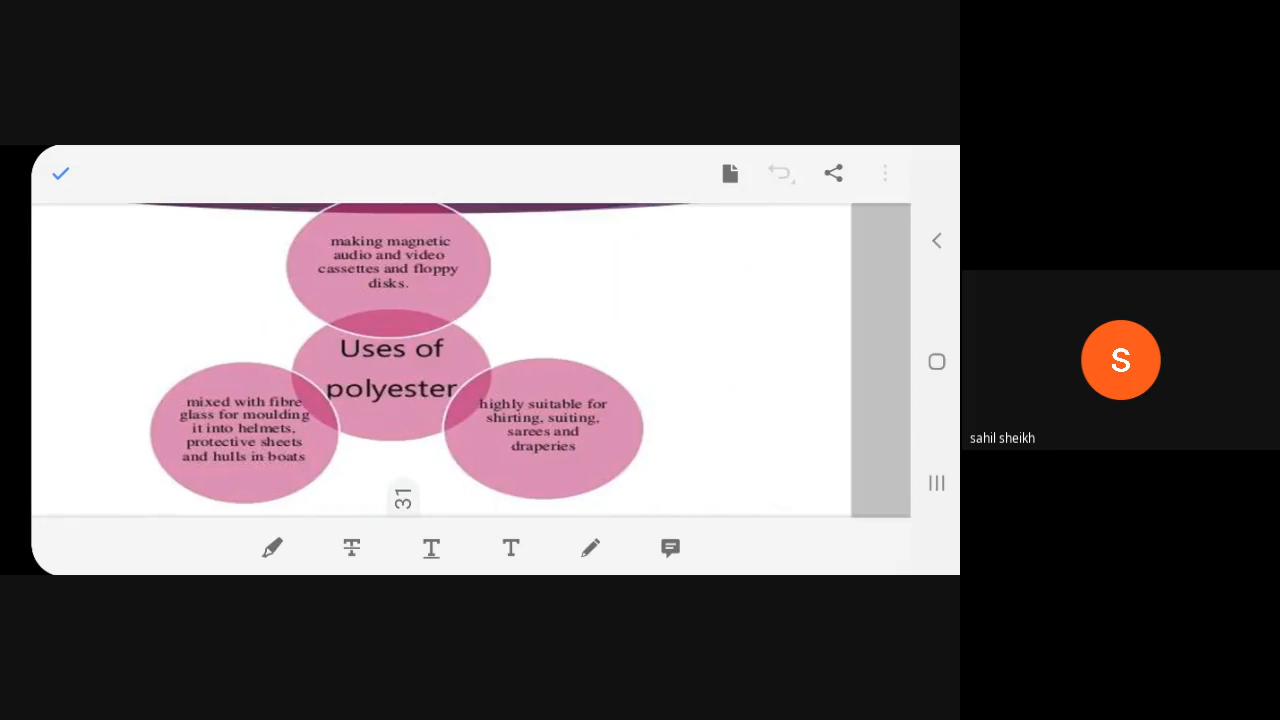 making magnetic
audio and video
cassettes and floppy
disks.
Uses of
polyester
mixed with fibre
glass for moulding
it into helmets,
protective sheets
and hulls in boats
highly suitable for
shirting, suiting,
sarees and
draperies
31
S
sahil sheikh